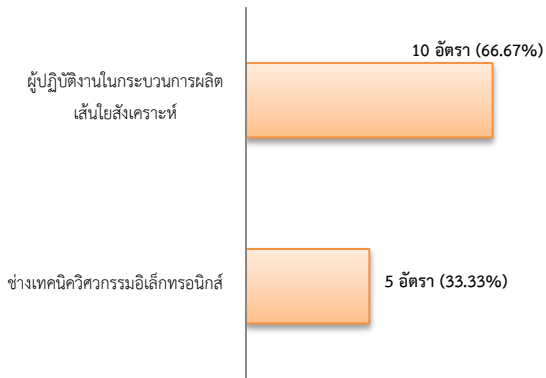 10 อัตรา (66.67%)
ผู้ปฏิบัติงานในกระบวนการผลิต
เส้นใยสังเคราะห์
ช่างเทคนิควิศวกรรมอิเล็กทรอนิกส์
5 อัตรา (33.33%)